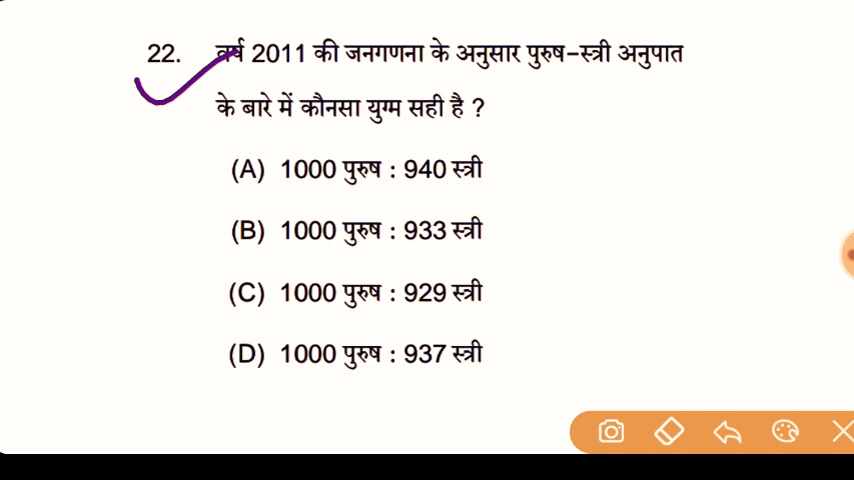 22. वर्ष 2011 की जनगणना के अनुसार पुरुष-स्त्री अनुपात
के बारे में कौनसा युग्म सही है ?
(A) 1000 पुरुष : 940 स्त्री
(B) 1000 पुरुष : 933 स्त्री
(C) 1000 पुरुष : 929 स्त्री
(D) 1000 पुरुष : 937 स्त्री